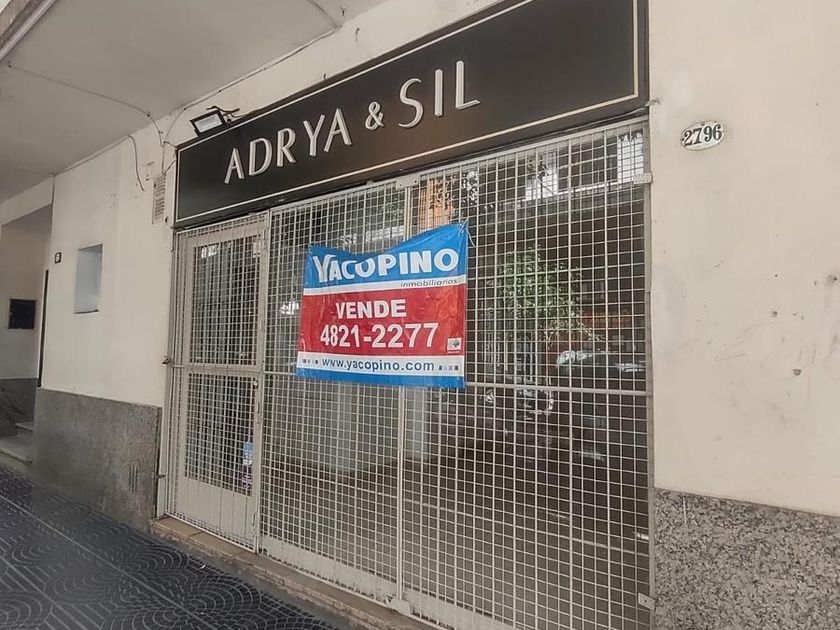 ADRYA & SIL
2796
YACOPINO
inmobiliarios
VENDE
4821-2277
www.yacopino.com